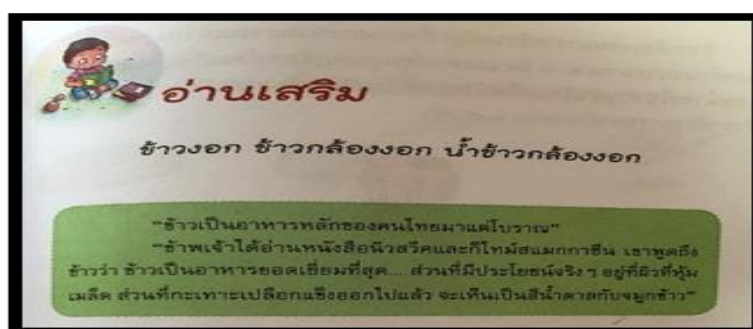 อ่านเสริม
ข้าวงอก ข้าวกล้องงอก น้ำข้าวกล้องงอก
"ข้าวเป็นอาหารหลักของคนไทยมาแต่โบราณ"
"ข้าพเจ้าได้อ่านหนังสือนิวสวีคและก็ไทม์สแมกกาซีน เขาพูดถึง
ข้าวว่า ข้าวเป็นอาหารยอดเยี่ยมที่สุด... ส่วนที่มีประโยชน์จริง ๆ อยู่ที่ผิวที่หุ้ม
เมล็ด ส่วนที่กะเทาะเปลือกแข็งออกไปแล้ว จะเห็นเป็นสีน้ำตาลกับจมูกข้าว"